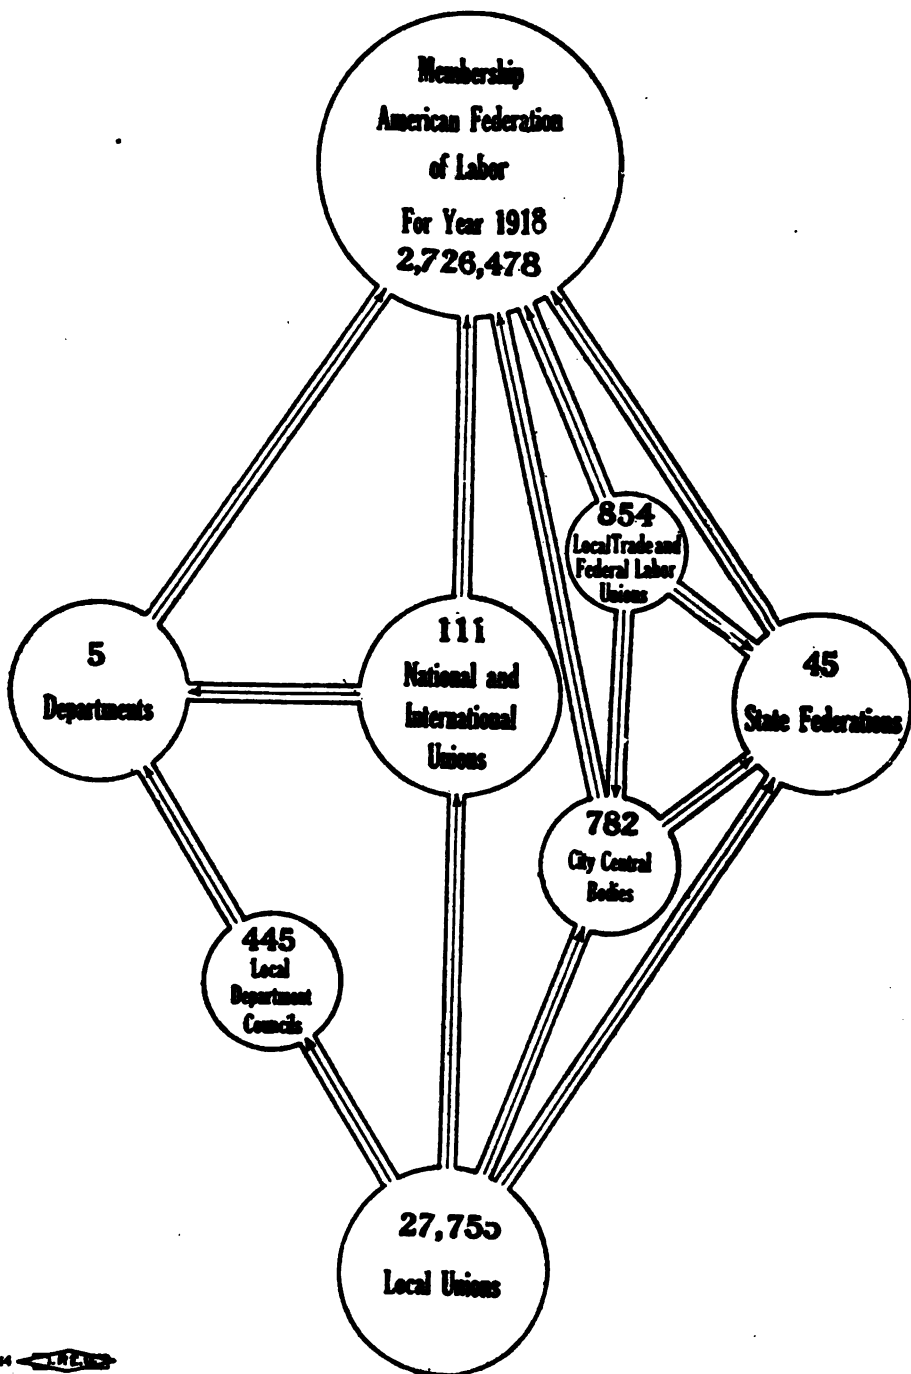 Membership
American Federation
of Labor
For Year 1918
2,726,478
854
Local Trade and
Federal Labor
Unions
5
Departments
111
National and
International
Unions
45
State Federations
782
City Central
Bodies
445
Local
Department
Councils
27,755
Local Unions